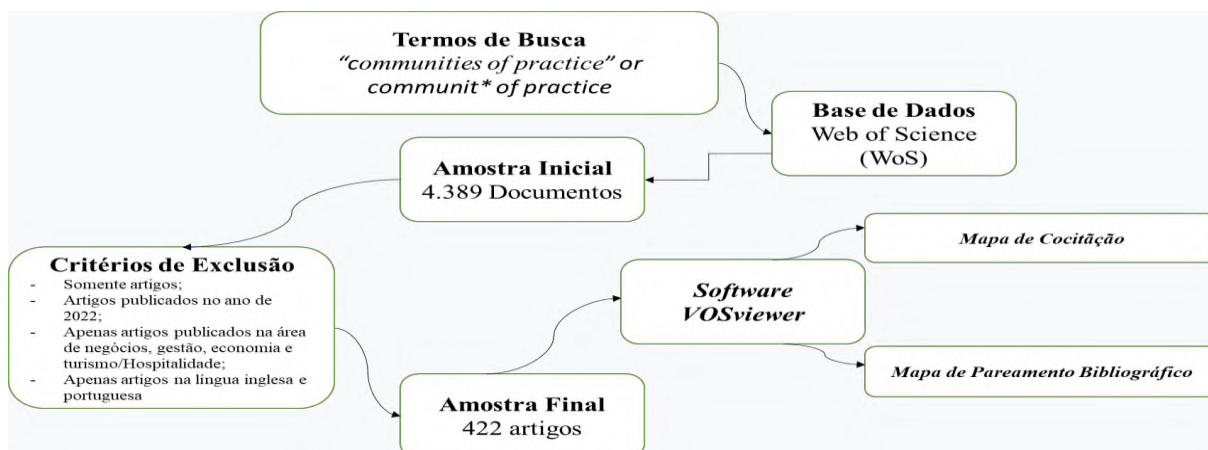 Termos de Busca
“communities of practice” or
communit* of practice
Base de Dados
Web of Science
(WoS)
Amostra Inicial
4.389 Documentos
Critérios de Exclusão
- Somente artigos;
- Artigos publicados no ano de
2022;
- Apenas artigos publicados na área
de negócios, gestão, economia e
turismo/Hospitalidade;
- Apenas artigos na língua inglesa e
portuguesa
Amostra Final
422 artigos
Software
VOSviewer
Mapa de Cocitãção
Mapa de Pareamento Bibliográfico